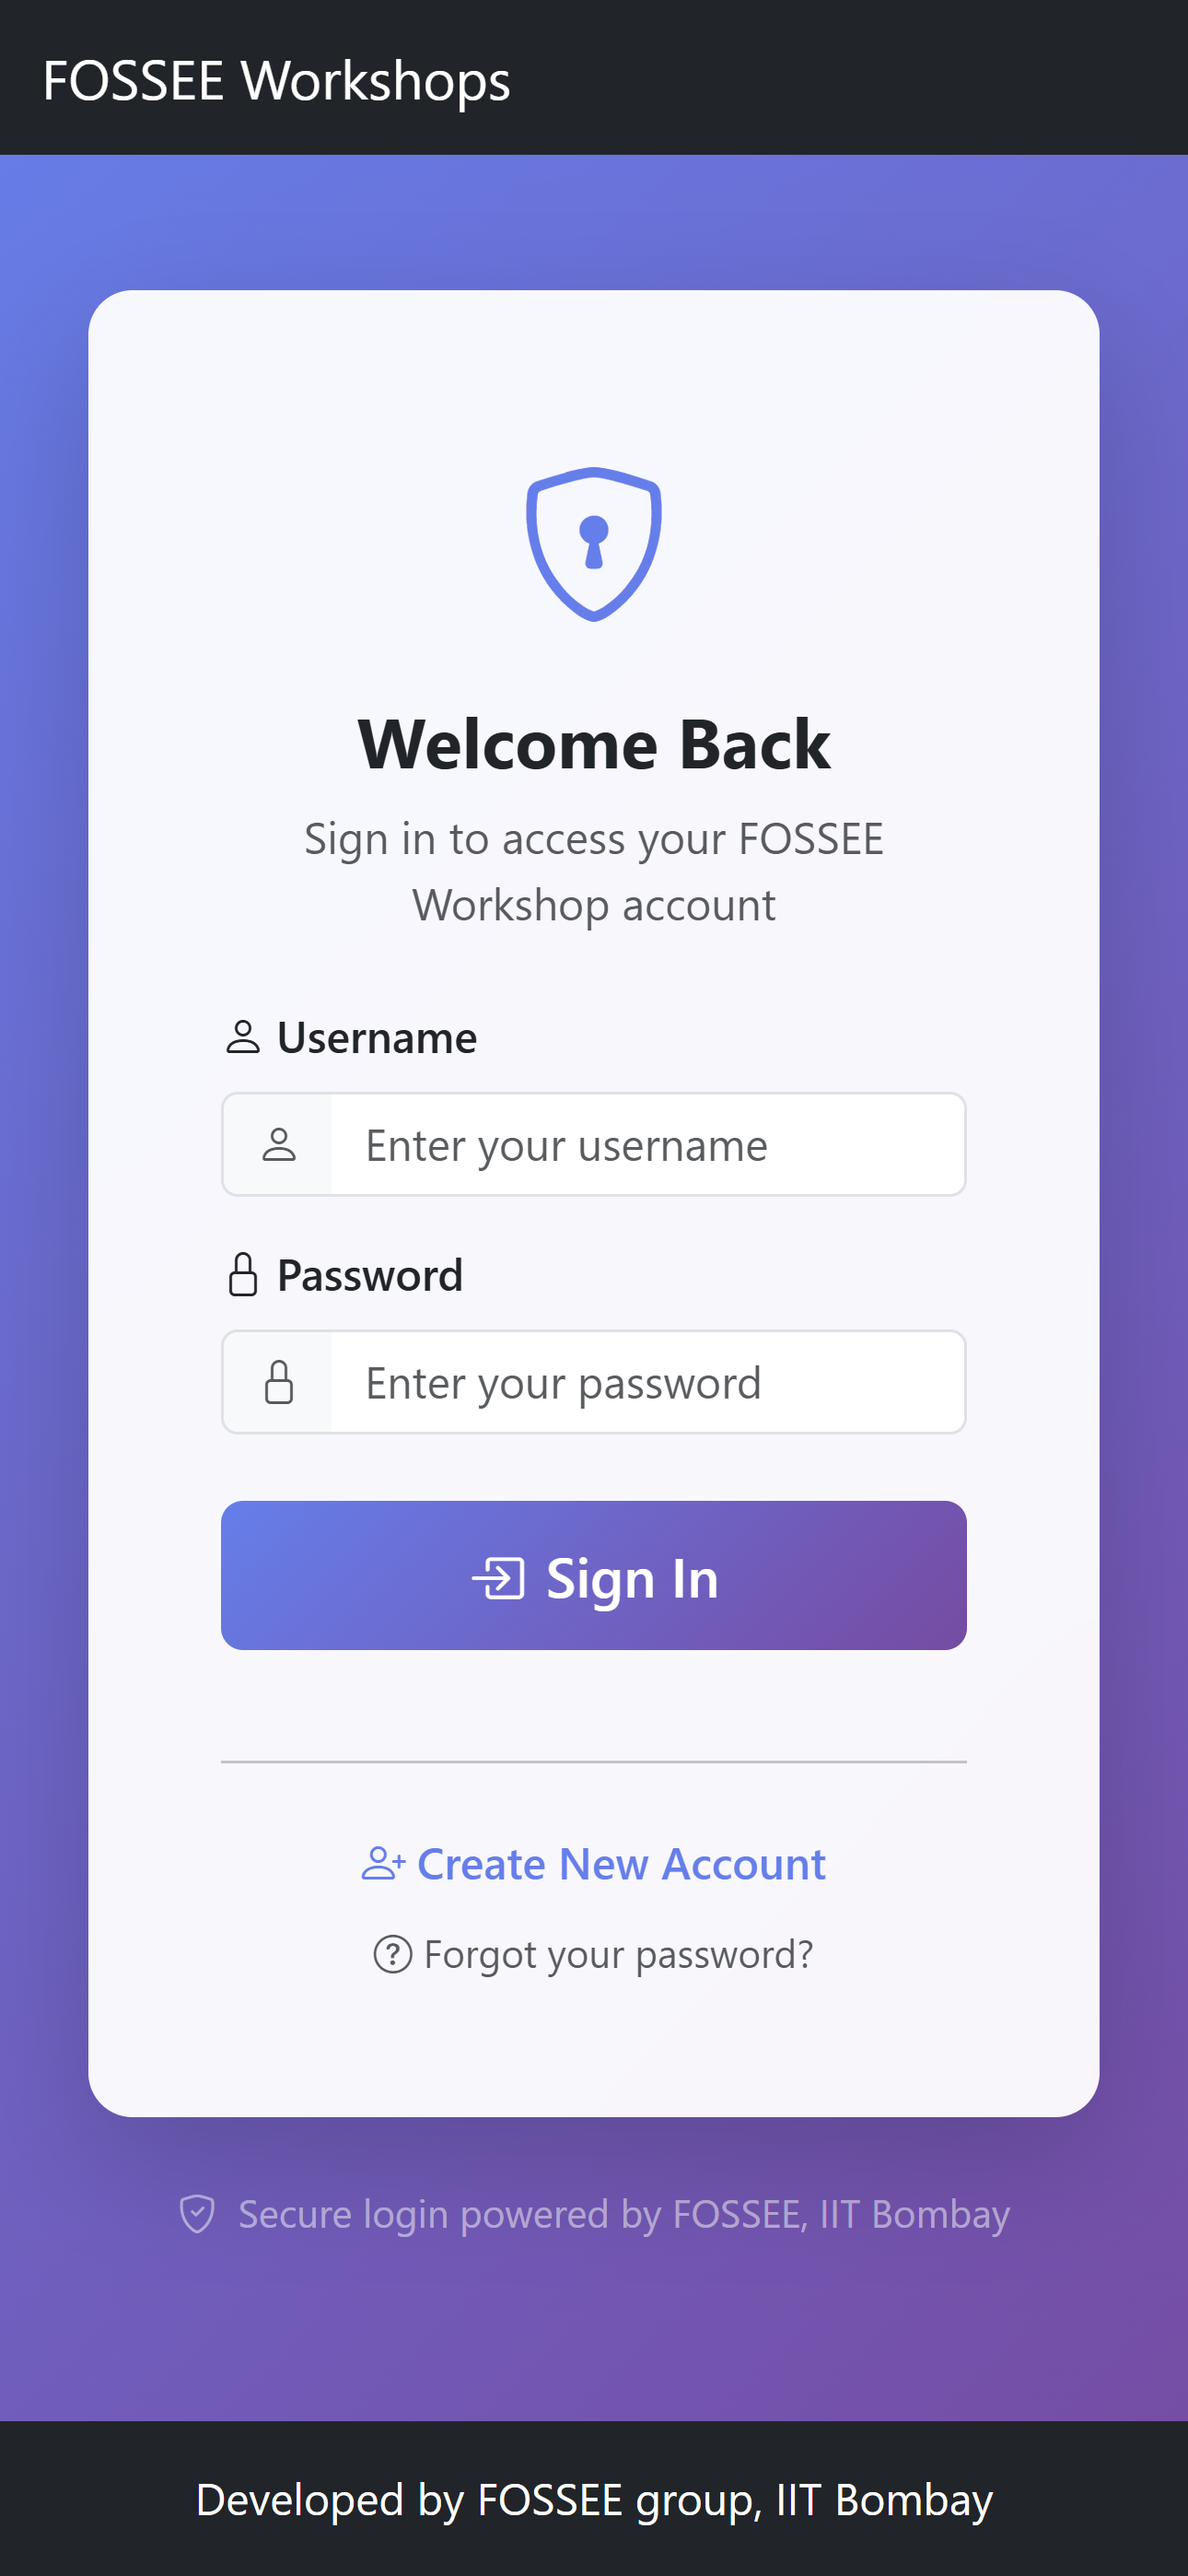 FOSSEE Workshops
Welcome Back
Sign in to access your FOSSEE
Workshop account
Username
Enter your username
Password
Enter your password
Sign In
Create New Account
Forgot your password?
Secure login powered by FOSSEE, IIT Bombay
Developed by FOSSEE group, IIT Bombay